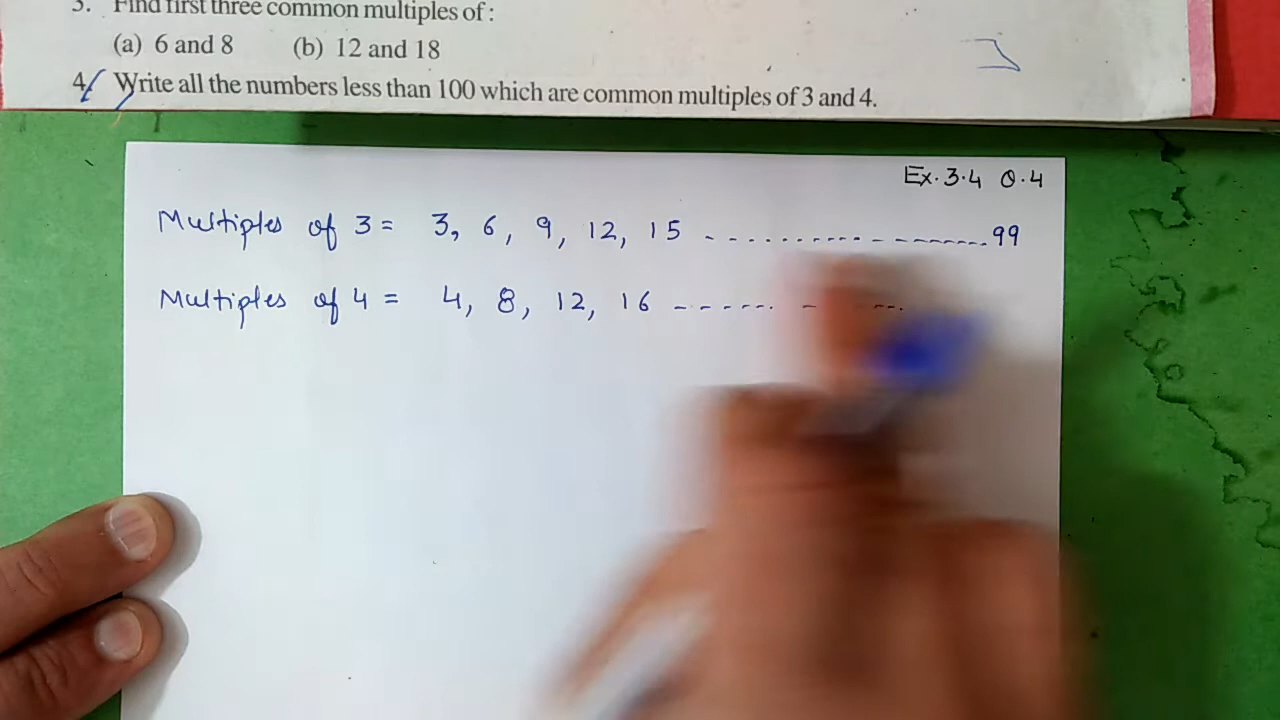 3. Find first three common multiples of :
(a) 6 and 8 (b) 12 and 18
4. Write all the numbers less than 100 which are common multiples of 3 and 4.
Ex. 3.4 Q.4
Multiples of 3 = 3, 6, 9, 12, 15 -------------------- 99
Multiples of 4 = 4, 8, 12, 16 ----------